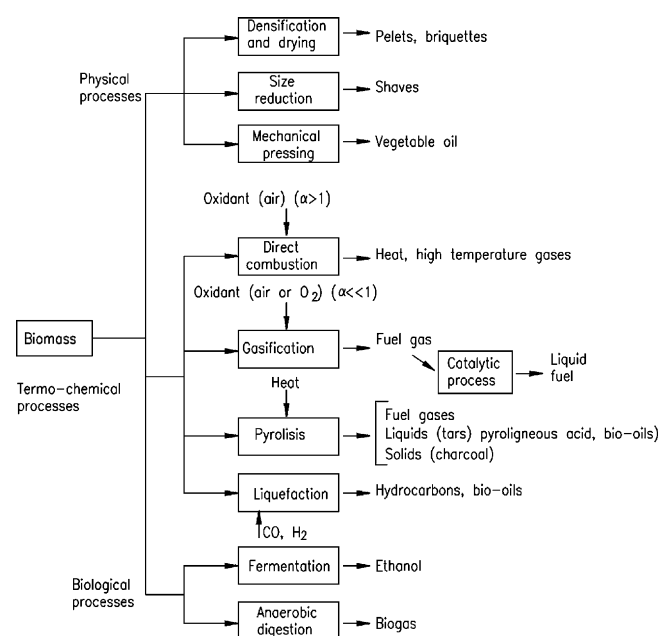 Densification
and drying
Pelets, briquettes
Physical
processes
Size
reduction
Shaves
Mechanical
pressing
Vegetable oil
Oxidant (air) (α>1)
Direct
combustion
Heat, high temperature gases
Oxidant (air or O2) (α<<1)
Biomass
Gasification
Fuel gas
Catalytic
process
Liquid
fuel
Termo-chemical
processes
Heat
Pyrolisis
Fuel gases
Liquids (tars) pyroligneous acid, bio-oils)
Solids (charcoal)
Liquefaction
Hydrocarbons, bio-oils
CO, H2
Fermentation
Ethanol
Biological
processes
Anaerobic
digestion
Biogas